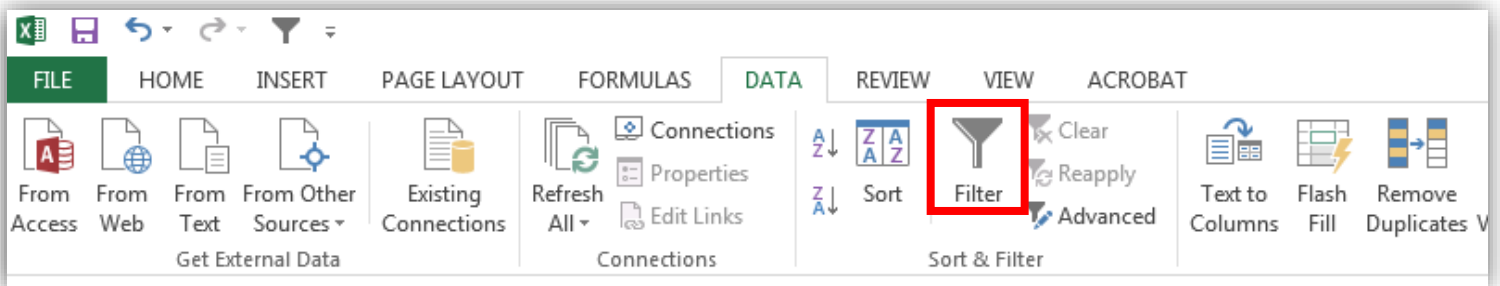 FILE HOME INSERT PAGE LAYOUT FORMULAS DATA REVIEW VIEW ACROBAT
From Access
From Web
From Text
From Other Sources
Existing Connections
Get External Data
Refresh All
Connections
Properties
Edit Links
Connections
A Z
Z A
Z A A Z
Sort
Filter
Clear
Reapply
Advanced
Sort & Filter
Text to Columns
Flash Fill
Remove Duplicates
V